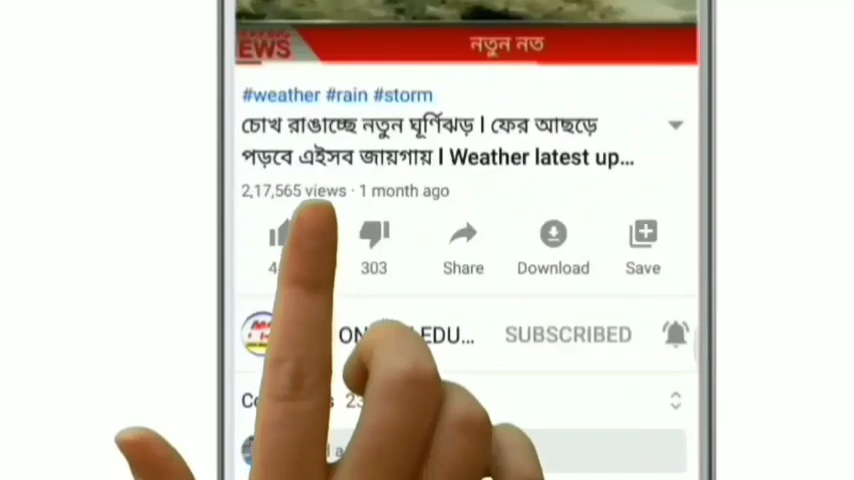 EWS
নতুন নত
#weather #rain #storm
চোখ রাঙাচ্ছে নতুন ঘূর্ণিঝড় l ফের আছড়ে
পড়বে এইসব জায়গায় l Weather latest up...
2,17,565 views · 1 month ago
303 Share Download Save
EDU... SUBSCRIBED